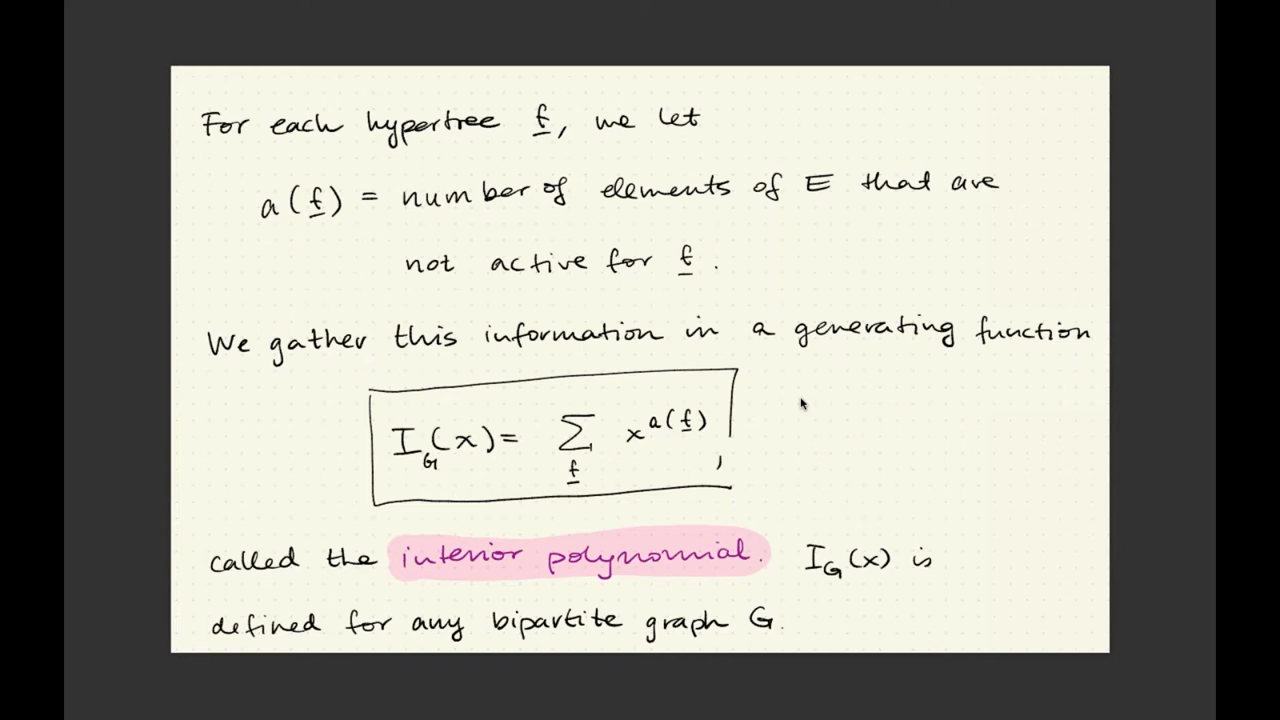 For each hypertree f, we let
a(f) = number of elements of E that are
not active for f.
We gather this information in a generating function
I_G(x) = ∑_f x^{a(f)},
called the interior polynomial. I_G(x) is
defined for any bipartite graph G.